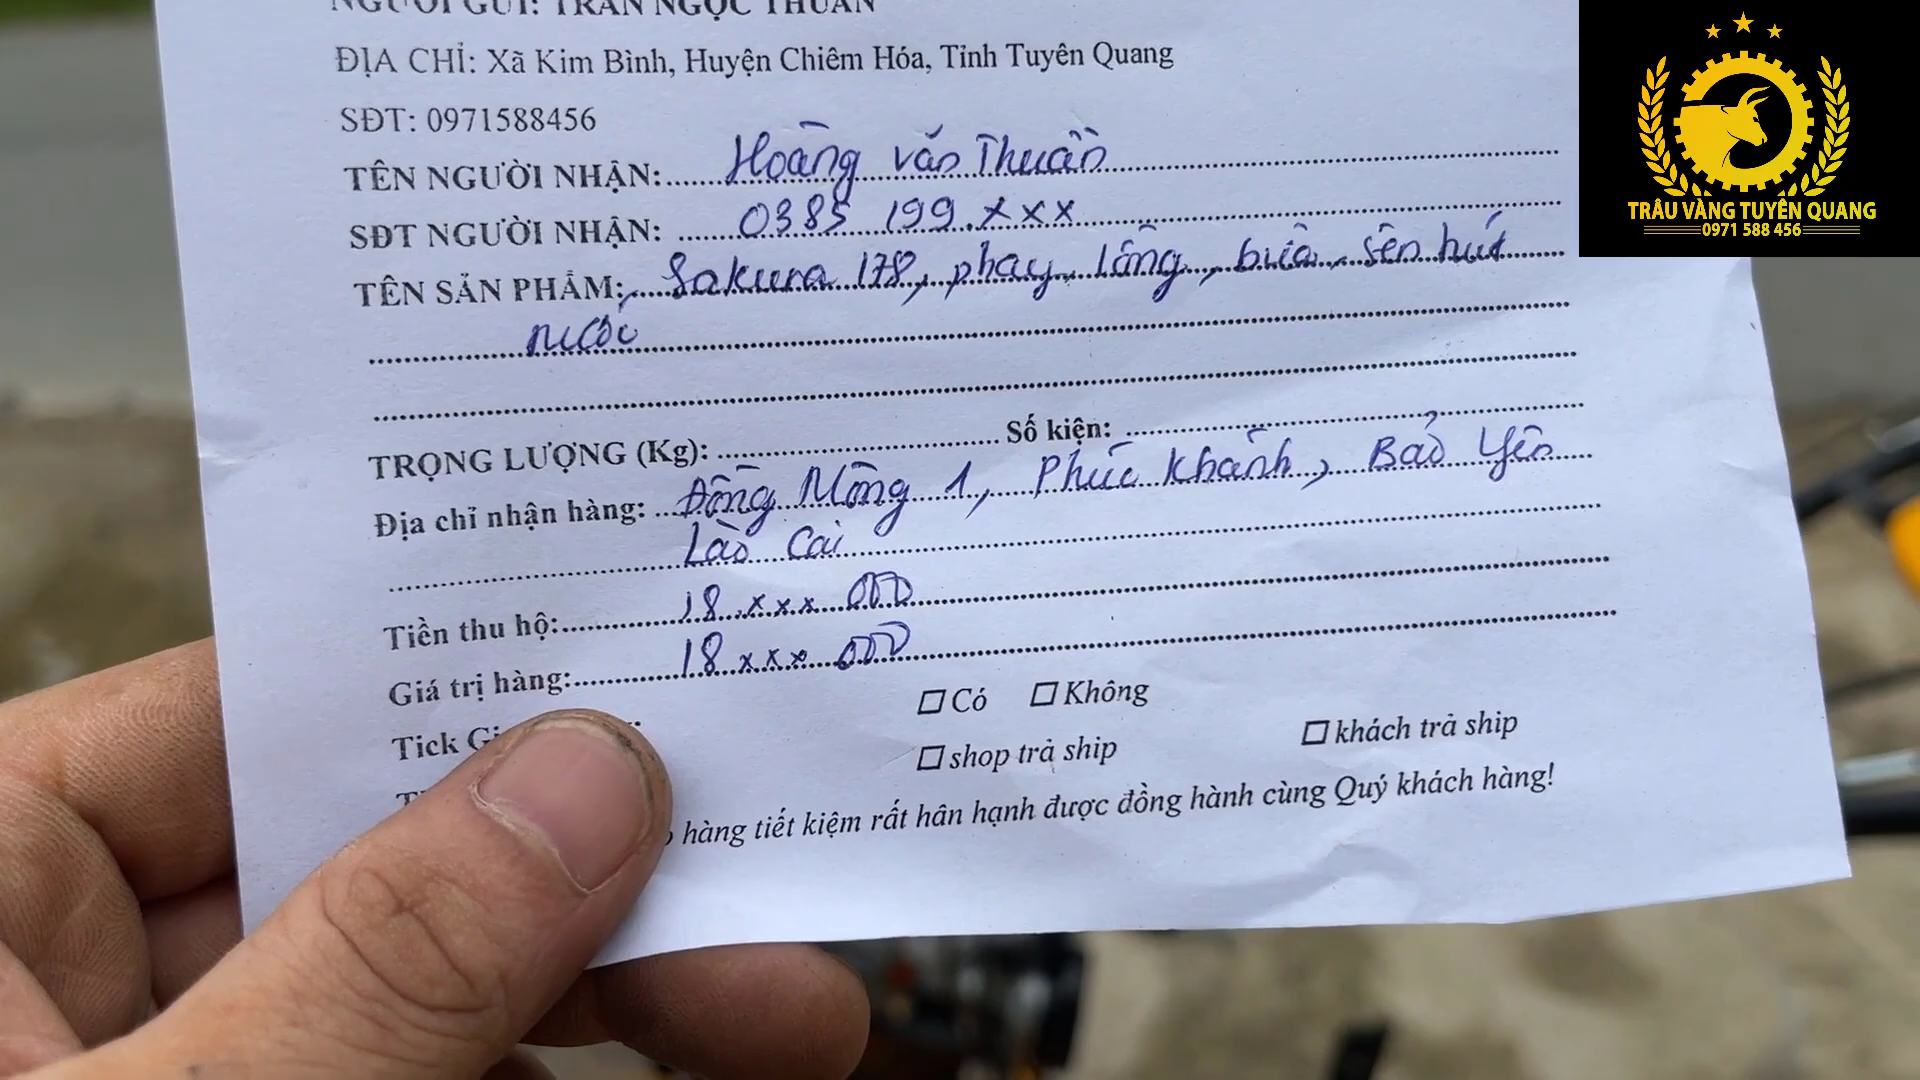 NGƯỜI GỬI: TRẦN NGỌC THUÂN
ĐỊA CHỈ: Xã Kim Bình, Huyện Chiêm Hóa, Tỉnh Tuyên Quang
SĐT: 0971588456
TÊN NGƯỜI NHẬN: Hoàng văn Thuần
SĐT NGƯỜI NHẬN: 0385 199.xxx
TÊN SẢN PHẨM: Sakura 178, phay, lồng, bừa, sên hút
nước
TRỌNG LƯỢNG (Kg): Số kiện:
Địa chỉ nhận hàng: Đồng Mông 1, Phúc Khánh, Bảo Yên
Lào Cai
Tiền thu hộ: 18.xxx 000
Giá trị hàng: 18 xxx 000
Tick □ Có □ Không
□ shop trả ship □ khách trả ship
hàng tiết kiệm rất hân hạnh được đồng hành cùng Quý khách hàng!
TRÂU VÀNG TUYÊN QUANG
0971 588 456